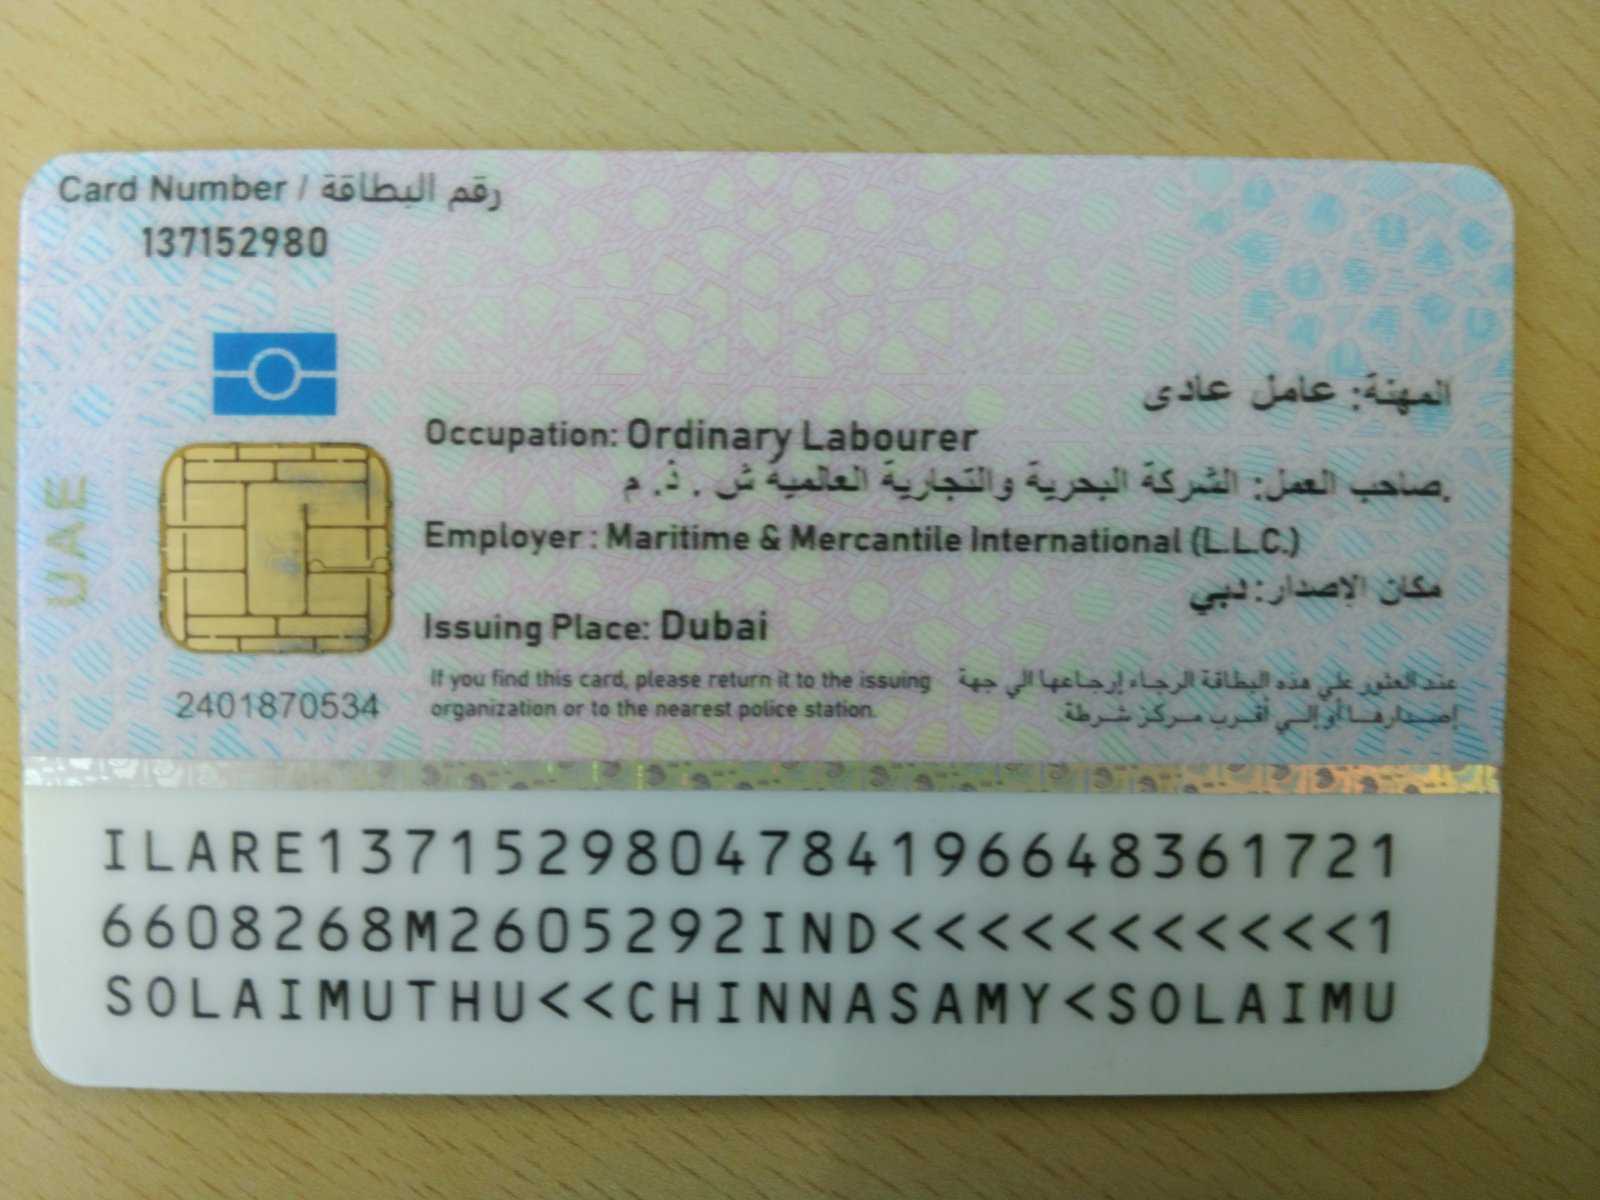 Card Number / رقم البطاقة
137152980
المهنة: عامل عادى
Occupation: Ordinary Labourer
صاحب العمل: الشركة البحرية والتجارية العالمية ش . ذ. م.
Employer : Maritime & Mercantile International (L.L.C.)
مكان الإصدار: دبي
Issuing Place: Dubai
UAE
2401870534
If you find this card, please return it to the issuing
organization or to the nearest police station.
عند العثور علي هذه البطاقة الرجاء إرجاعها الي جهة
إصدارها أو إلي أقرب مركز شرطة
ILARE1371529804784196648361721
6608268M2605292IND<<<<<<<<<<<1
SOLAIMUTHU<<CHINNASAMY<SOLAIMU